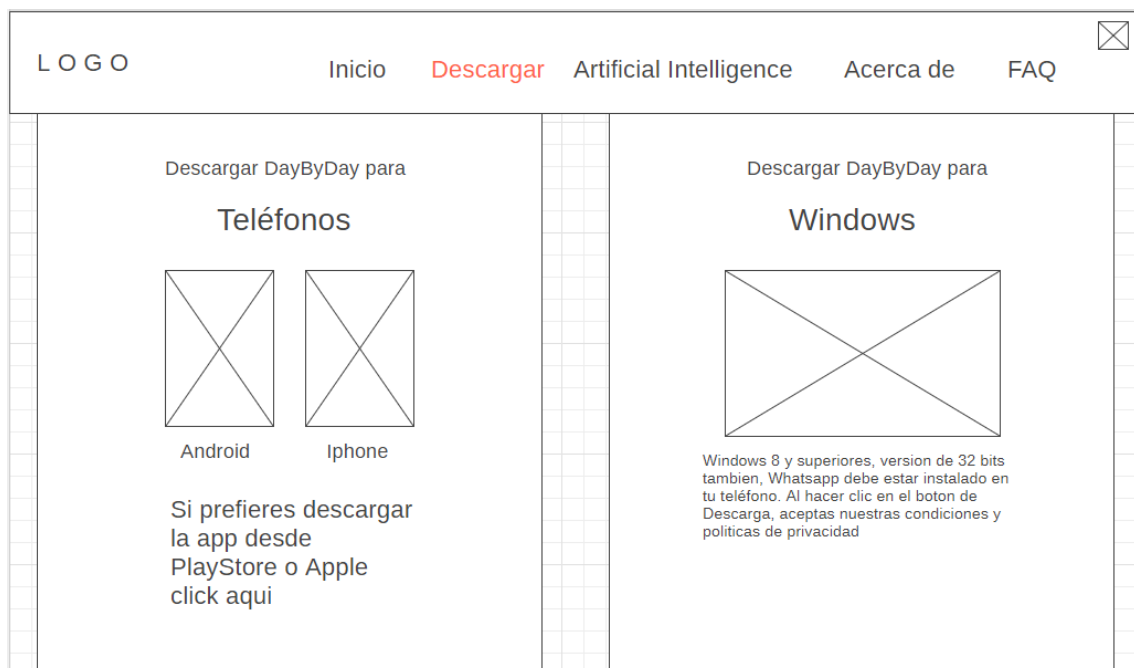 LOGO
Inicio Descargar Artificial Intelligence Acerca de FAQ
Descargar DayByDay para
Teléfonos
Android Iphone
Si prefieres descargar
la app desde
PlayStore o Apple
click aqui
Descargar DayByDay para
Windows
Windows 8 y superiores, version de 32 bits
tambien, Whatsapp debe estar instalado en
tu teléfono. Al hacer clic en el boton de
Descarga, aceptas nuestras condiciones y
politicas de privacidad